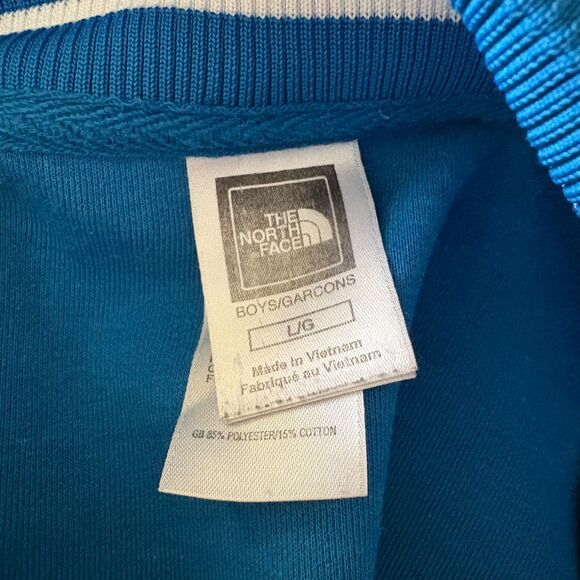 THE
NORTH
FACE
BOYS/GARCONS
L/G
Made in Vietnam
Fabriqué au Vietnam
GB 85% POLYESTER/15% COTTON